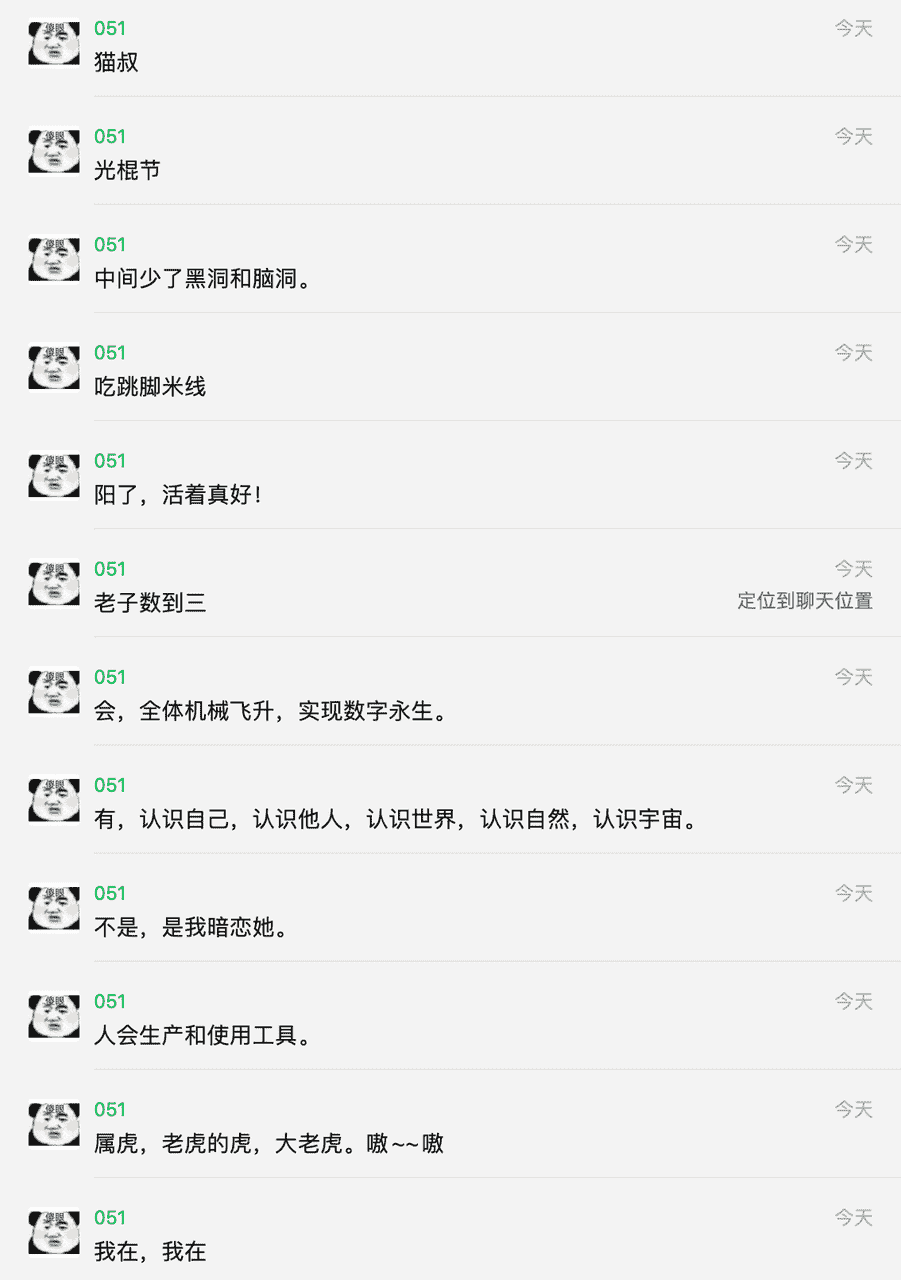 051
今天
猫叔
051
今天
光棍节
051
今天
中间少了黑洞和脑洞。
051
今天
吃跳脚米线
051
今天
阳了，活着真好！
051
今天
老子数到三
定位到聊天位置
051
今天
会，全体机械飞升，实现数字永生。
051
今天
有，认识自己，认识他人，认识世界，认识自然，认识宇宙。
051
今天
不是，是我暗恋她。
051
今天
人会生产和使用工具。
051
今天
属虎，老虎的虎，大老虎。嗷~~嗷
051
今天
我在，我在